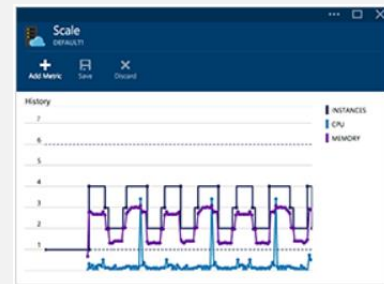 Scale
DEFAULT1
Add Metric
Save
Discard
History
INSTANCES
CPU
MEMORY
7
6
5
4
3
2
1